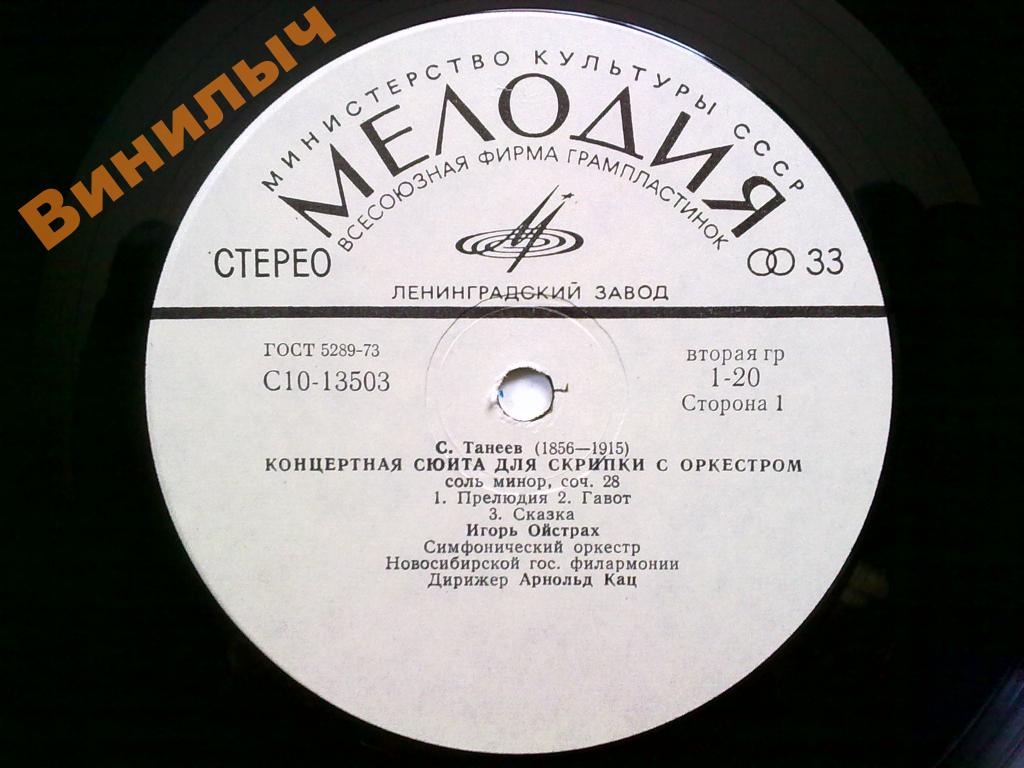 Винилыч
МИНИСТЕРСТВО КУЛЬТУРЫ СССР
МЕЛОДИЯ
ВСЕСОЮЗНАЯ ФИРМА ГРАМПЛАСТИНОК
СТЕРЕО
33
ЛЕНИНГРАДСКИЙ ЗАВОД
ГОСТ 5289-73
С10-13503
вторая гр
1-20
Сторона 1
С. Танеев (1856—1915)
КОНЦЕРТНАЯ СЮИТА ДЛЯ СКРИПКИ С ОРКЕСТРОМ
соль минор, соч. 28
1. Прелюдия 2. Гавот
3. Сказка
Игорь Ойстрах
Симфонический оркестр
Новосибирской гос. филармонии
Дирижер Арнольд Кац